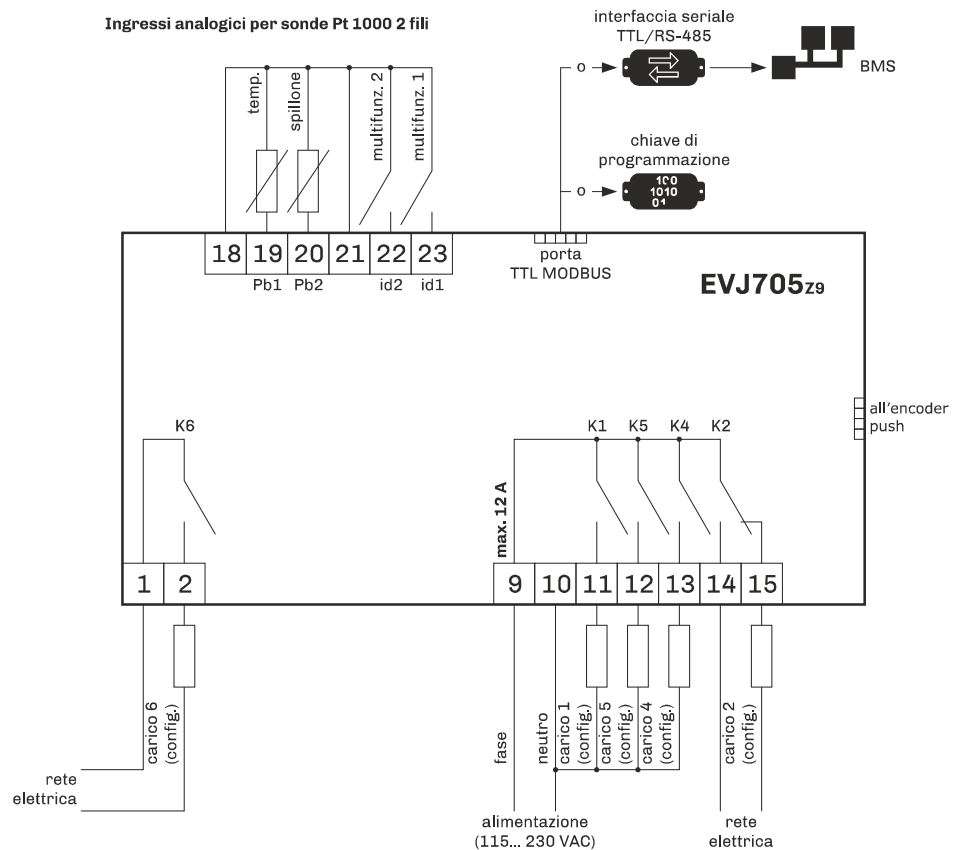 Ingressi analogici per sonde Pt 1000 2 fili
interfaccia seriale
TTL/RS-485
o
BMS
temp.
spillone
multifunz. 2
multifunz. 1
chiave di
programmazione
100
1010
01
o
18 19 20 21 22 23
Pb1 Pb2 id2 id1
porta
TTL MODBUS
EVJ705Z9
all'encoder
push
K6
K1 K5 K4 K2
max. 12 A
1 2
9 10 11 12 13 14 15
carico 6
(config.)
fase
neutro
carico 1
(config.)
carico 5
(config.)
carico 4
(config.)
carico 2
(config.)
rete
elettrica
alimentazione
(115... 230 VAC)
rete
elettrica